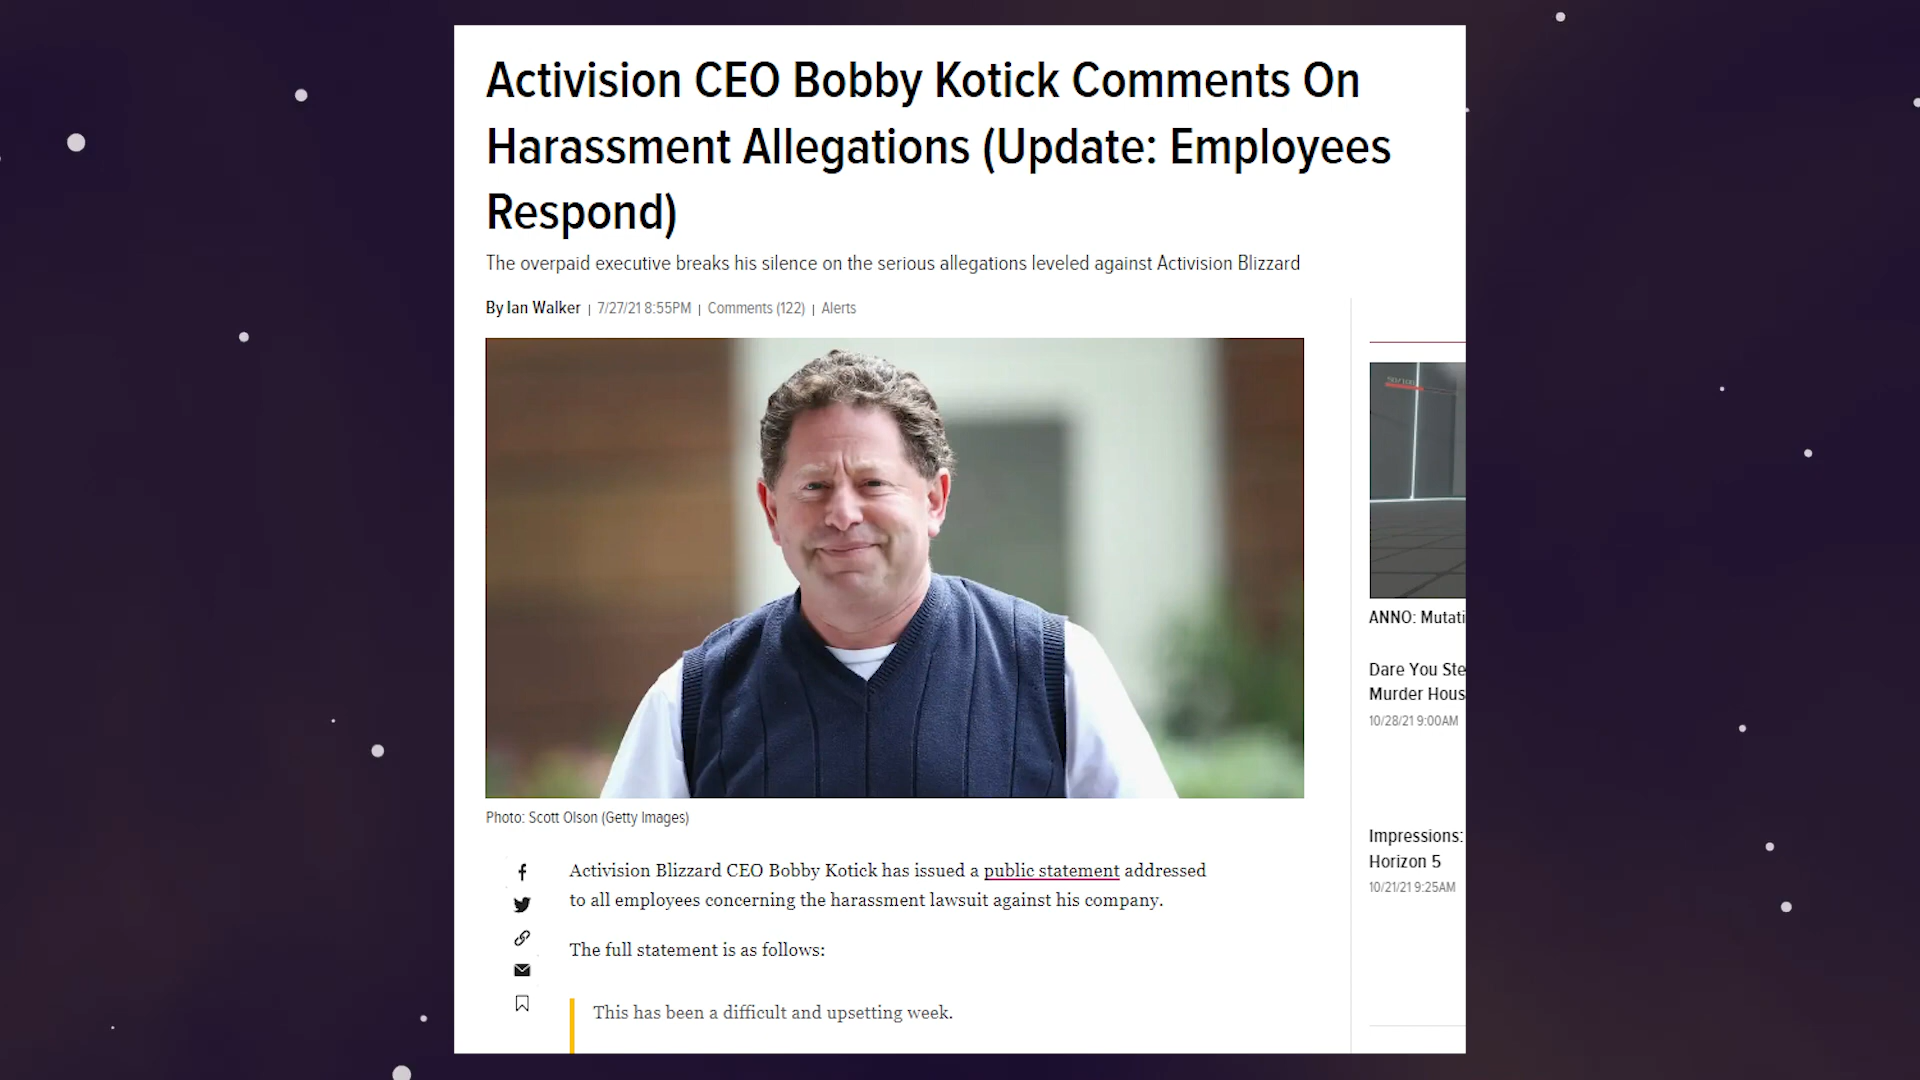 Activision CEO Bobby Kotick Comments On
Harassment Allegations (Update: Employees
Respond)
The overpaid executive breaks his silence on the serious allegations leveled against Activision Blizzard
By Ian Walker | 7/27/21 8:55PM | Comments (122) | Alerts
Photo: Scott Olson (Getty Images)
Activision Blizzard CEO Bobby Kotick has issued a public statement addressed
to all employees concerning the harassment lawsuit against his company.
The full statement is as follows:
This has been a difficult and upsetting week.
ANNO: Mutati
Dare You Ste
Murder Hous
10/28/21 9:00AM
Impressions:
Horizon 5
10/21/21 9:25AM